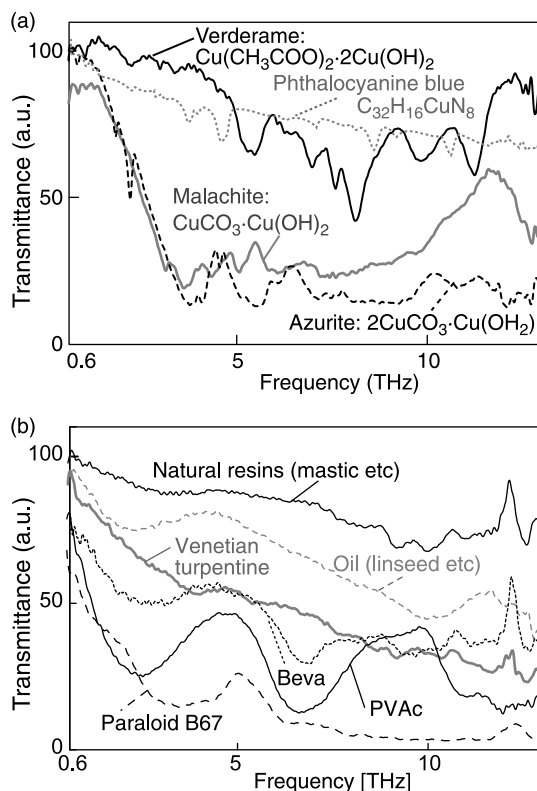 (a)
100
50
0
Transmittance (a.u.)
Verderame:
Cu(CH₃COO)₂·2Cu(OH)₂
Phthalocyanine blue
C₃₂H₁₆CuN₈
Malachite:
CuCO₃·Cu(OH)₂
Azurite: 2CuCO₃·Cu(OH₂)
0.6 5 10
Frequency (THz)
(b)
100
50
0
Transmittance (a.u.)
Natural resins (mastic etc)
Venetian
turpentine
Oil (linseed etc)
Beva
PVAc
Paraloid B67
0.6 5 10
Frequency [THz)